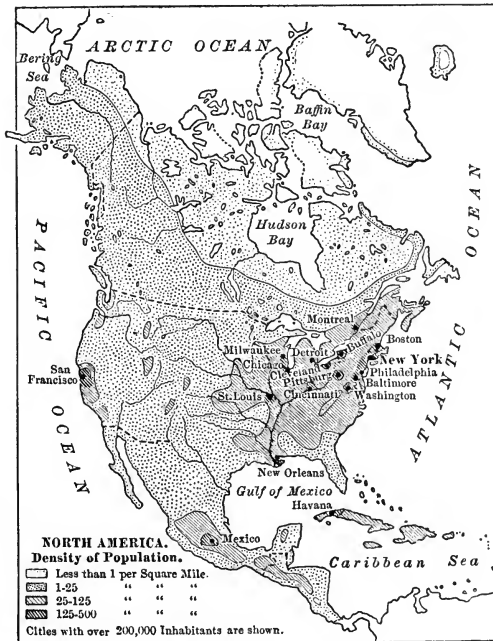 ARCTIC OCEAN
Bering
Sea
Baffin
Bay
Hudson
Bay
PACIFIC
OCEAN
ATLANTIC
OCEAN
Montreal
Boston
Milwaukee
Detroit
Buffalo
Chicago
Cleveland
New York
Pittsburg
Philadelphia
San
Francisco
St. Louis
Cincinnati
Baltimore
Washington
New Orleans
Gulf of Mexico
Havana
Mexico
Caribbean Sea
NORTH AMERICA.
Density of Population.
Less than 1 per Square Mile.
1-25 “ “ “
25-125 “ “ “
125-500 “ “ “
Cities with over 200,000 Inhabitants are shown.